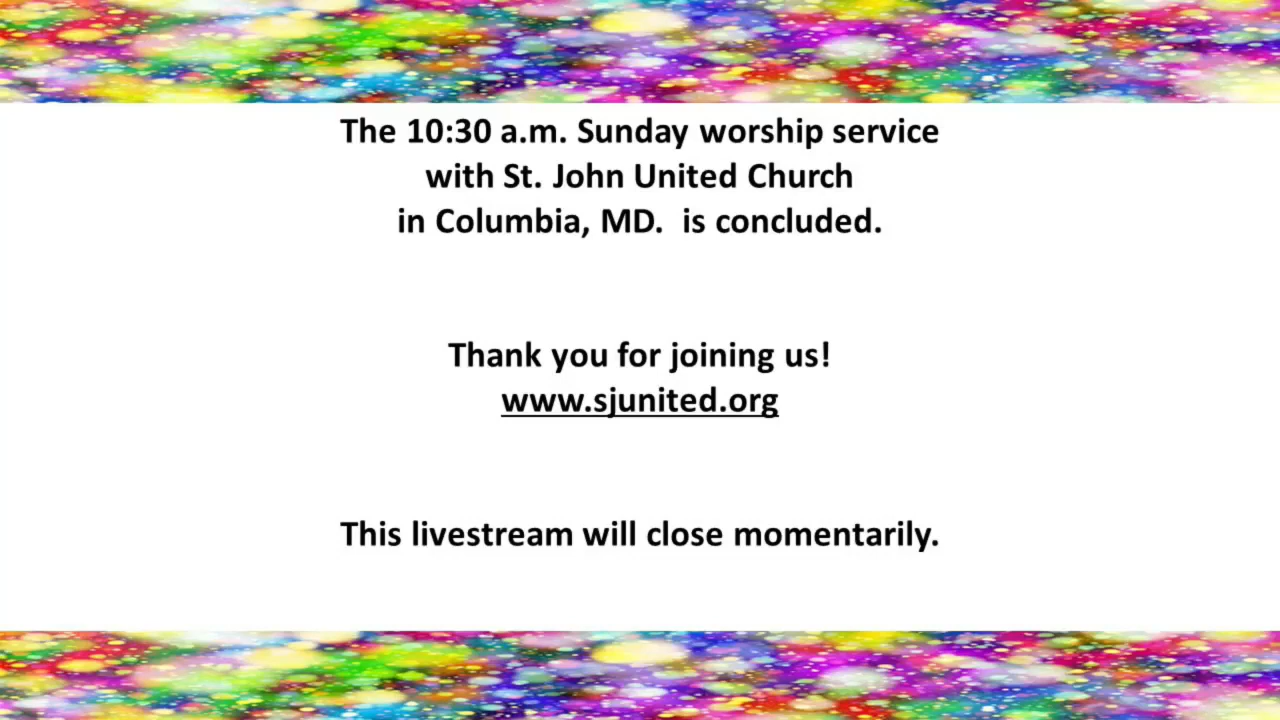 The 10:30 a.m. Sunday worship service
with St. John United Church
in Columbia, MD.  is concluded.
Thank you for joining us!
www.sjunited.org
This livestream will close momentarily.